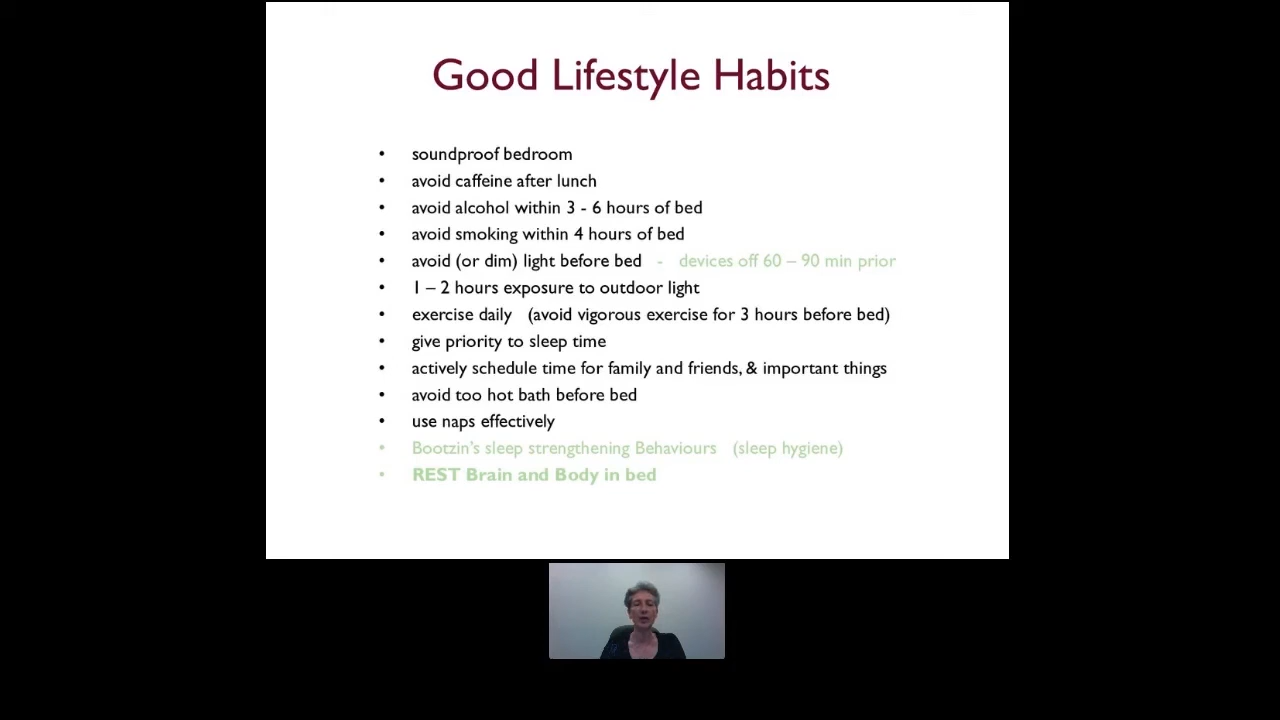 Good Lifestyle Habits
• soundproof bedroom
• avoid caffeine after lunch
• avoid alcohol within 3 - 6 hours of bed
• avoid smoking within 4 hours of bed
• avoid (or dim) light before bed - devices off 60 – 90 min prior
• 1 – 2 hours exposure to outdoor light
• exercise daily (avoid vigorous exercise for 3 hours before bed)
• give priority to sleep time
• actively schedule time for family and friends, & important things
• avoid too hot bath before bed
• use naps effectively
• Bootzin's sleep strengthening Behaviours (sleep hygiene)
• REST Brain and Body in bed